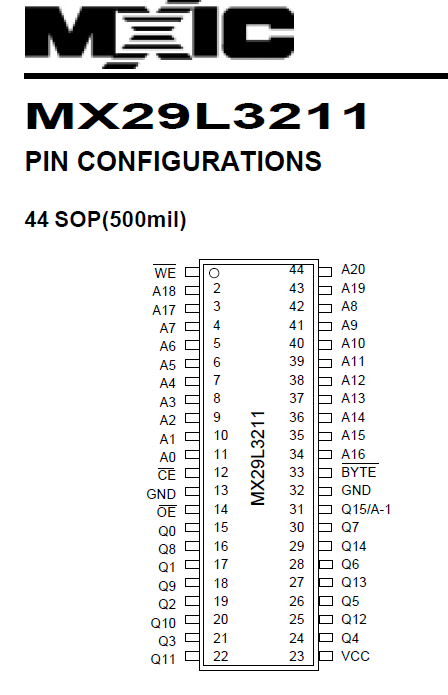 MXIC
MX29L3211
PIN CONFIGURATIONS
44 SOP(500mil)
WE 44 A20
A18 2 43 A19
A17 3 42 A8
A7 4 41 A9
A6 5 40 A10
A5 6 39 A11
A4 7 38 A12
A3 8 37 A13
A2 9 36 A14
A1 10 35 A15
A0 11 34 A16
CE 12 33 BYTE
GND 13 32 GND
OE 14 31 Q15/A-1
Q0 15 30 Q7
Q8 16 29 Q14
Q1 17 28 Q6
Q9 18 27 Q13
Q2 19 26 Q5
Q10 20 25 Q12
Q3 21 24 Q4
Q11 22 23 VCC
MX29L3211